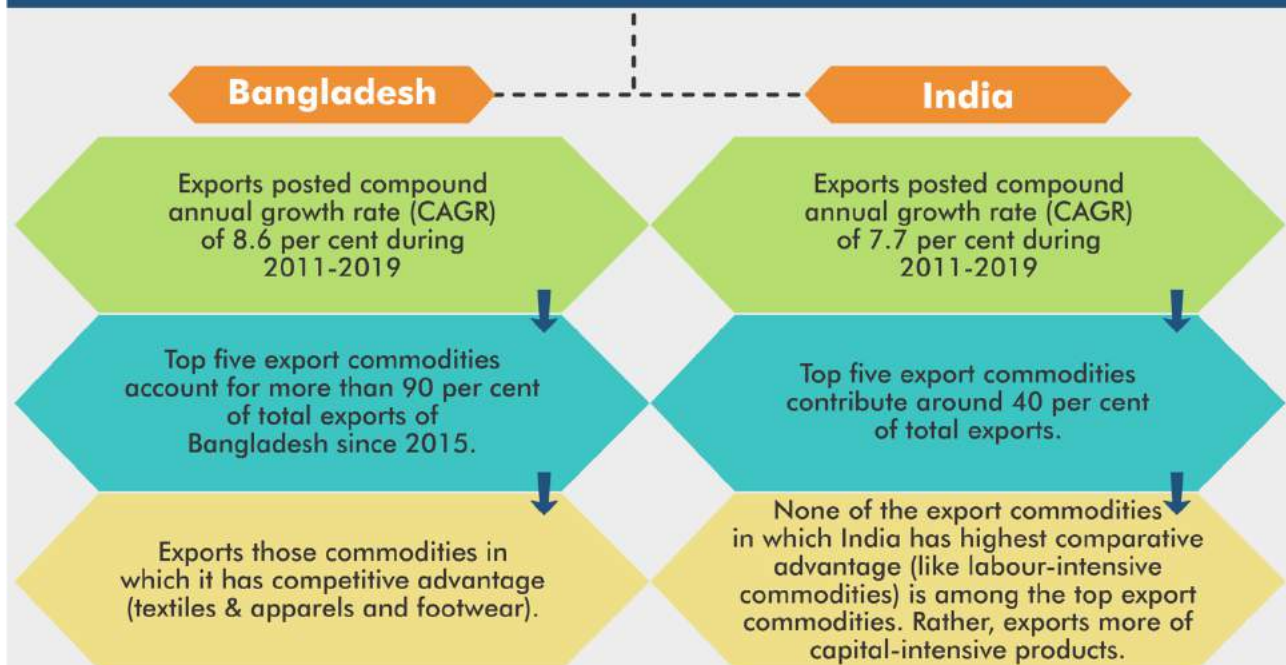 Bangladesh
Exports posted compound
annual growth rate (CAGR)
of 8.6 per cent during
2011-2019
Top five export commodities
account for more than 90 per cent
of total exports of
Bangladesh since 2015.
Exports those commodities in
which it has competitive advantage
(textiles & apparels and footwear).
India
Exports posted compound
annual growth rate (CAGR)
of 7.7 per cent during
2011-2019
Top five export commodities
contribute around 40 per cent
of total exports.
None of the export commodities
in which India has highest comparative
advantage (like labour-intensive
commodities) is among the top export
commodities. Rather, exports more of
capital-intensive products.